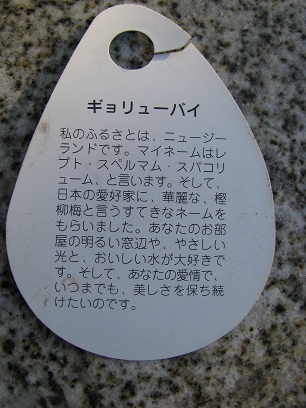 ギョリューバイ
私のふるさとは、ニュージー
ランドです。マイネームはレ
プト・スペルマム・スパコリ
ューム、と言います。そして、
日本の愛好家に、華麗な、檉
柳梅と言うすてきなネームを
もらいました。あなたのお部
屋の明るい窓辺や、やさしい
光と、おいしい水が大好きで
す。そして、あなたの愛情で、
いつまでも、美しさを保ち続
けたいのです。